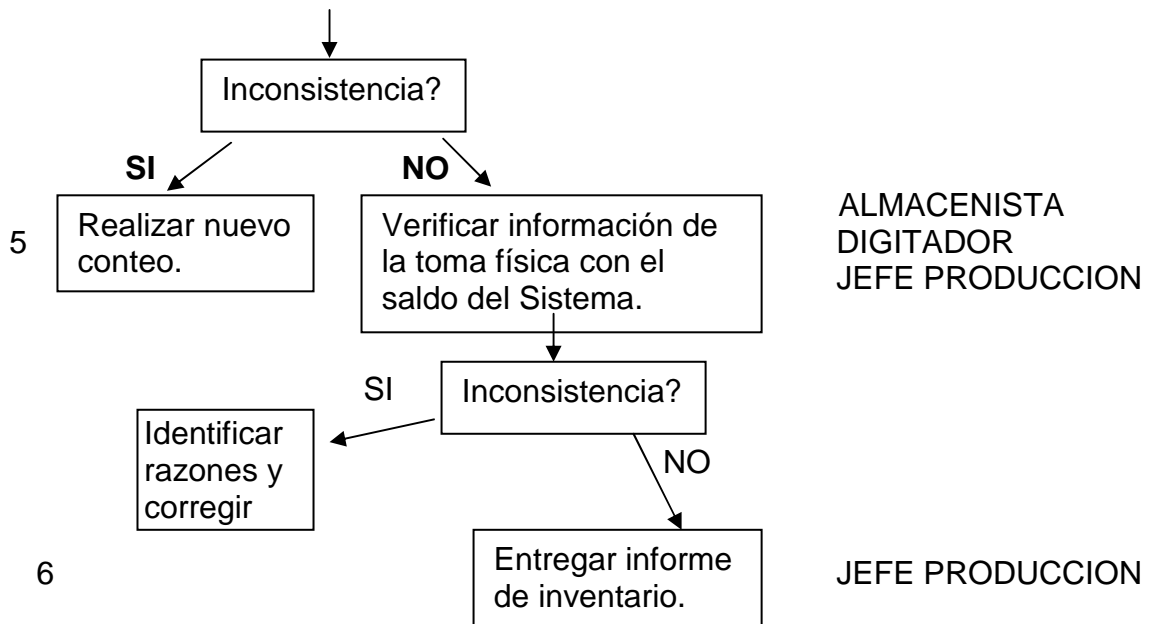 Inconsistencia?
SI
NO
5
Realizar nuevo
conteo.
Verificar información de
la toma física con el
saldo del Sistema.
ALMACENISTA
DIGITADOR
JEFE PRODUCCION
SI
Inconsistencia?
Identificar
razones y
corregir
NO
6
Entregar informe
de inventario.
JEFE PRODUCCION